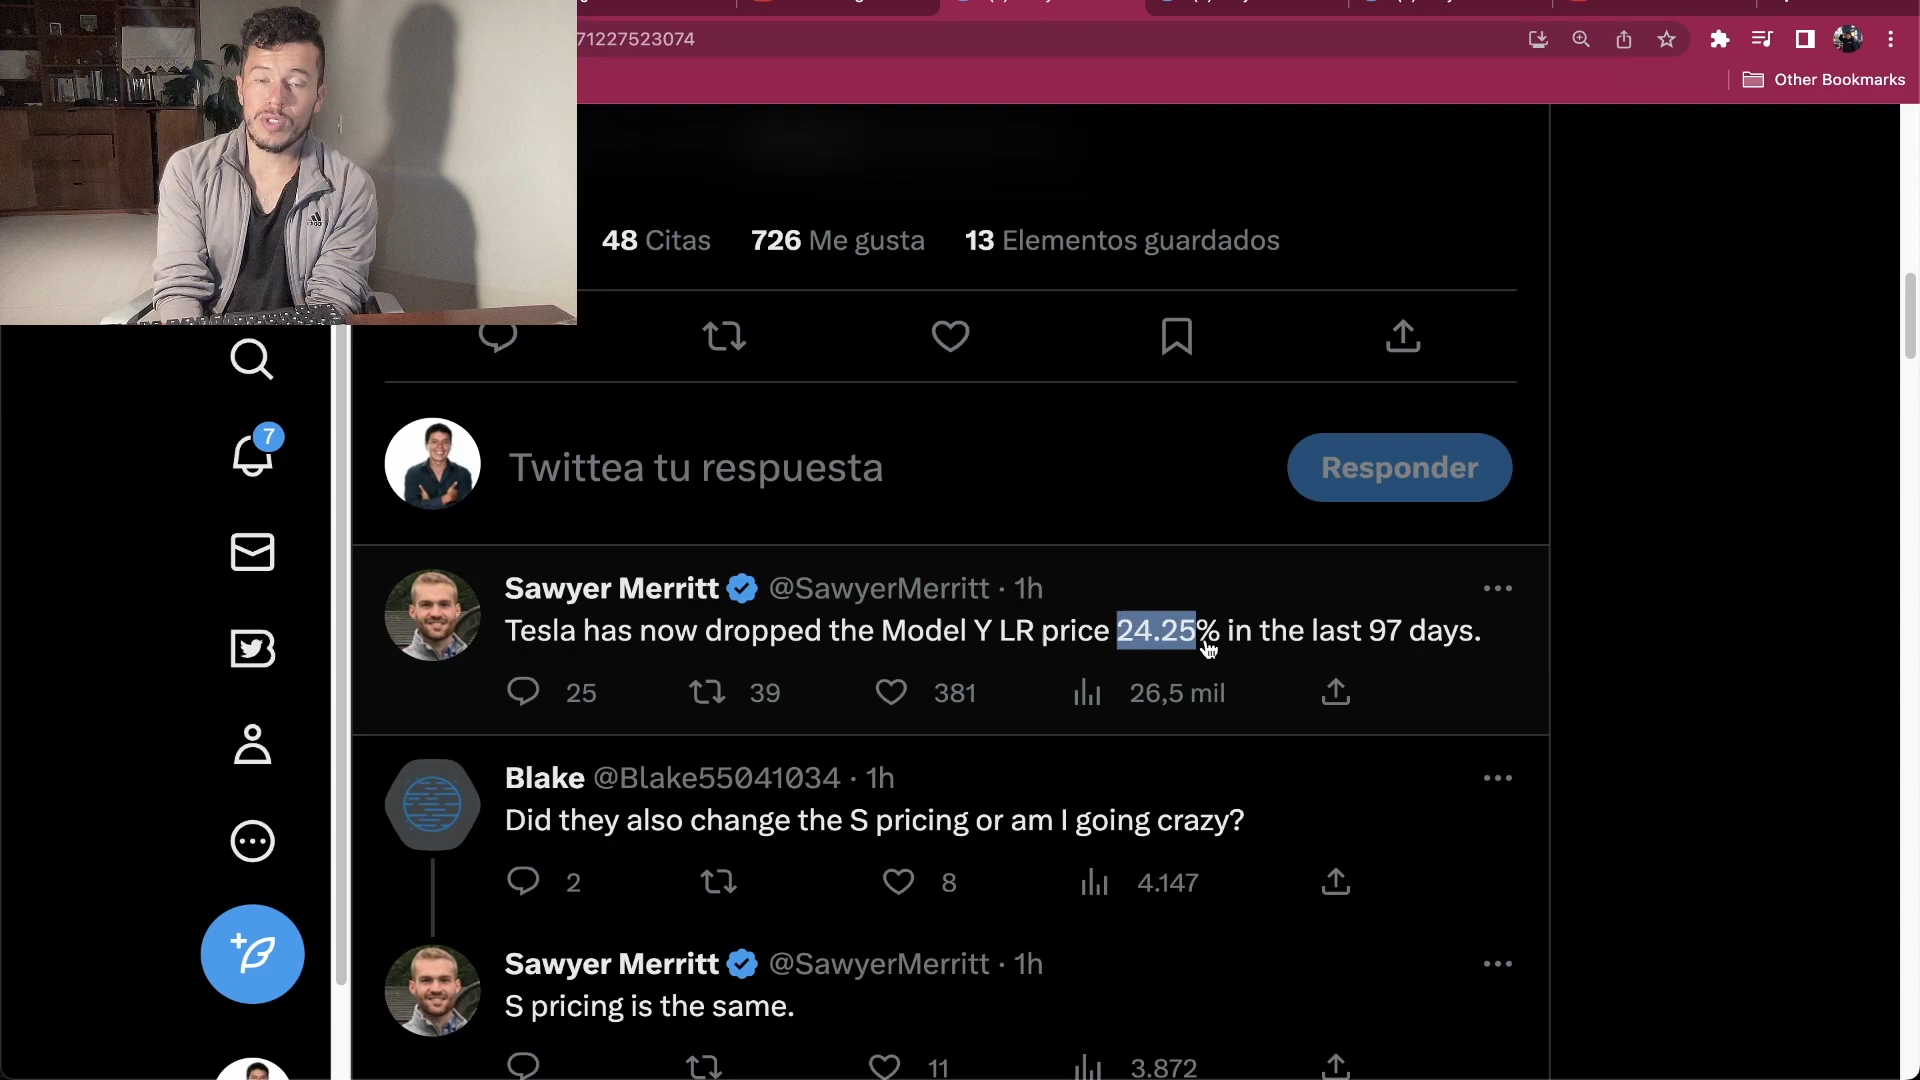 71227523074
Other Bookmarks
48 Citas 726 Me gusta 13 Elementos guardados
7
Twittea tu respuesta
Responder
Sawyer Merritt @SawyerMerritt · 1h
Tesla has now dropped the Model Y LR price 24.25% in the last 97 days.
25 39 381 26,5 mil
Blake @Blake55041034 · 1h
Did they also change the S pricing or am I going crazy?
2 8 4.147
Sawyer Merritt @SawyerMerritt · 1h
S pricing is the same.
11 3.872